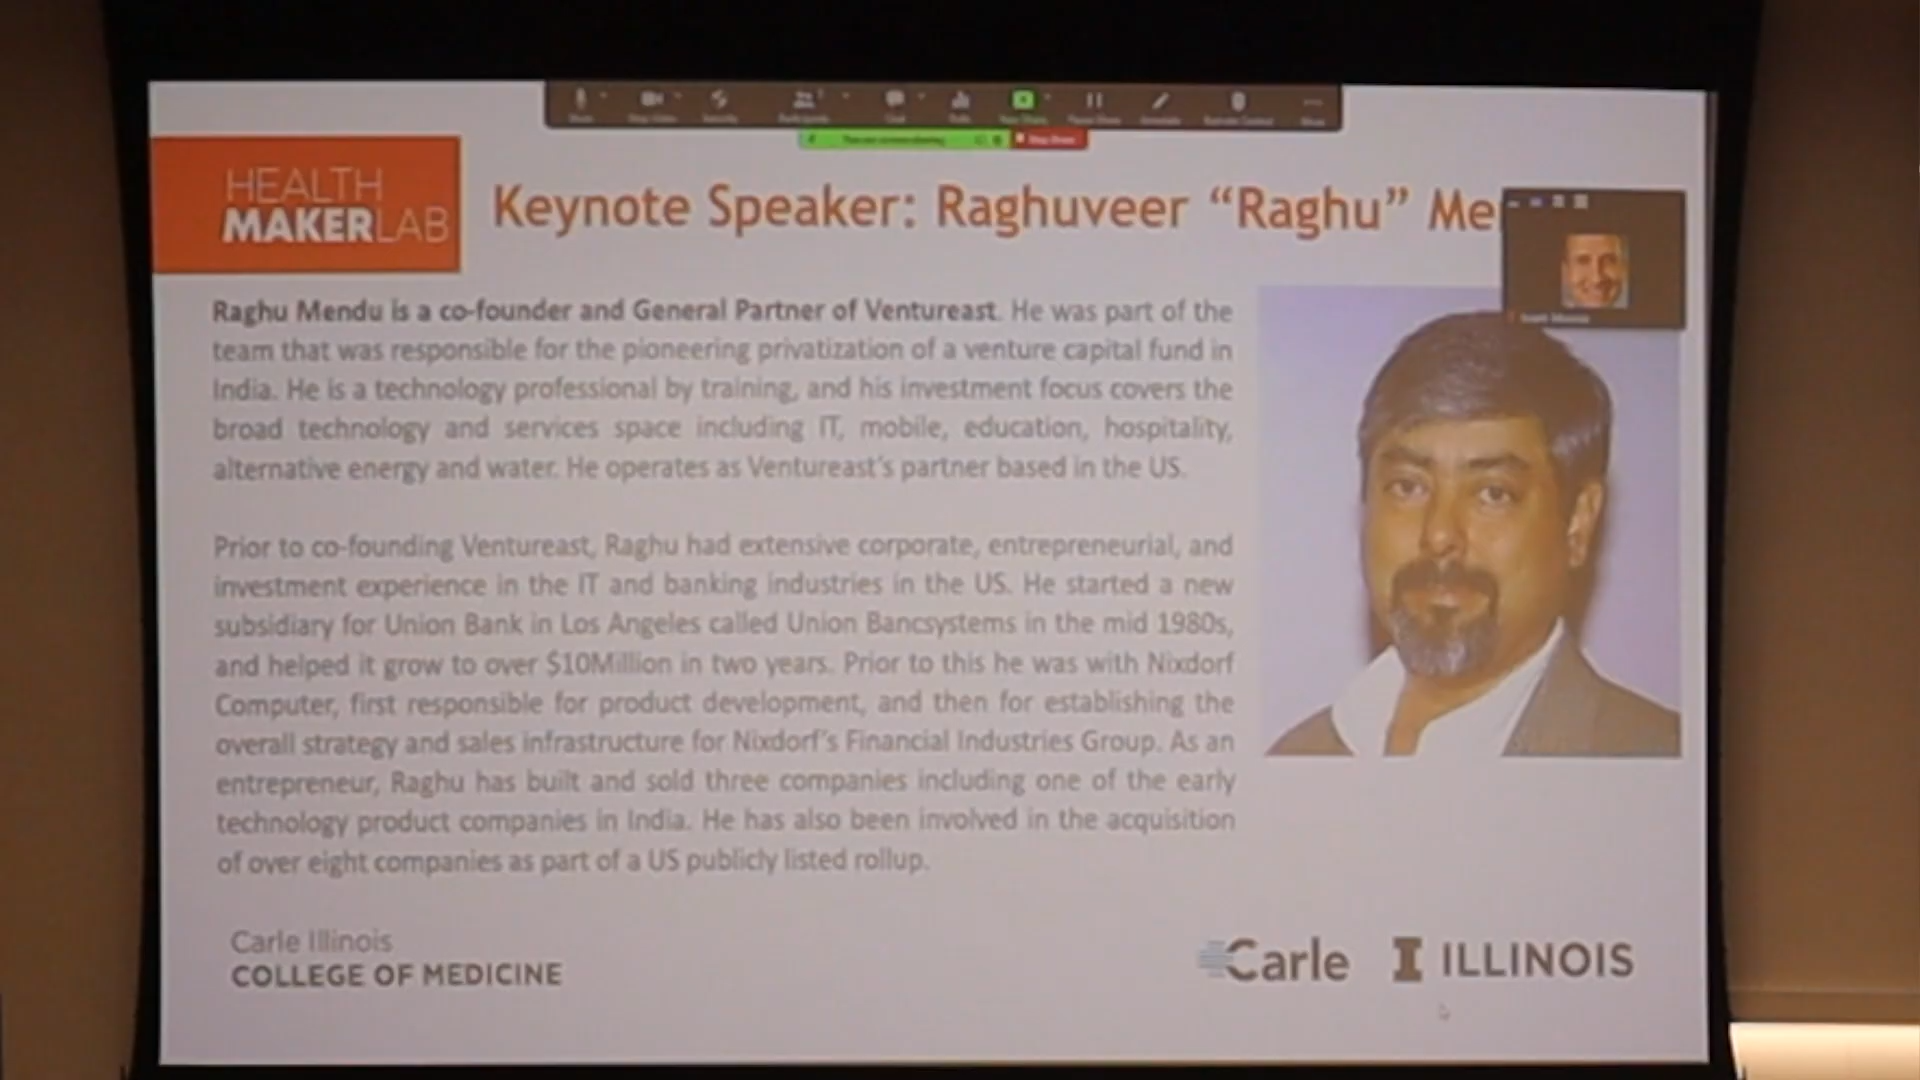 HEALTH
MAKERLAB
Keynote Speaker: Raghuveer “Raghu” Me
Raghu Mendu is a co-founder and General Partner of Ventureast. He was part of the
team that was responsible for the pioneering privatization of a venture capital fund in
India. He is a technology professional by training, and his investment focus covers the
broad technology and services space including IT, mobile, education, hospitality,
alternative energy and water. He operates as Ventureast’s partner based in the US.
Prior to co-founding Ventureast, Raghu had extensive corporate, entrepreneurial, and
investment experience in the IT and banking industries in the US. He started a new
subsidiary for Union Bank in Los Angeles called Union Bancsystems in the mid 1980s,
and helped it grow to over $10Million in two years. Prior to this he was with Nixdorf
Computer, first responsible for product development, and then for establishing the
overall strategy and sales infrastructure for Nixdorf’s Financial Industries Group. As an
entrepreneur, Raghu has built and sold three companies including one of the early
technology product companies in India. He has also been involved in the acquisition
of over eight companies as part of a US publicly listed rollup.
Carle Illinois
COLLEGE OF MEDICINE
Carle
I ILLINOIS